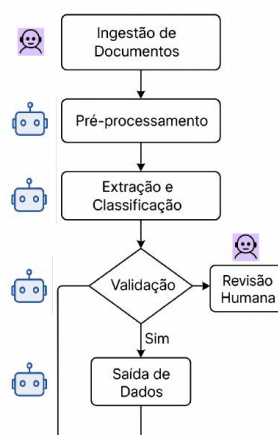 Ingestão de
Documentos
Pré-processamento
Extração e
Classificação
Validação
Revisão
Humana
Sim
Saída de
Dados